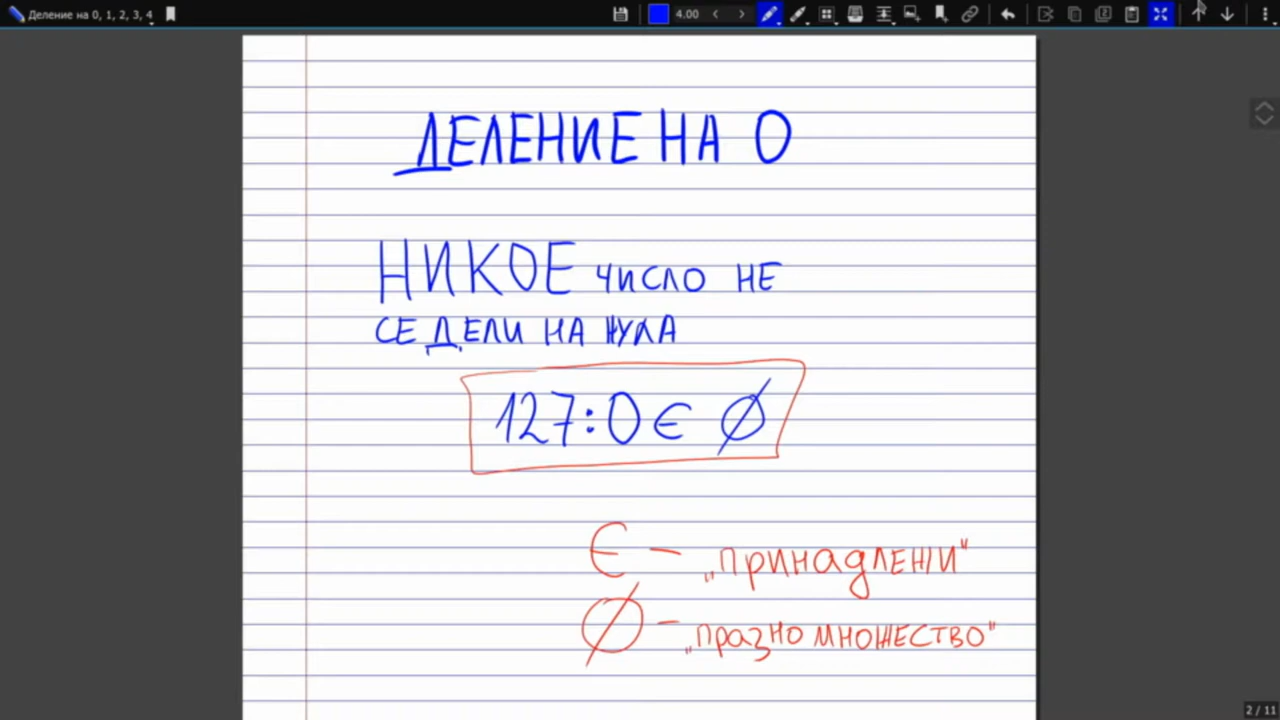 Деление на 0, 1, 2, 3, 4
4.00
ДЕЛЕНИЕ НА 0
НИКОЕ ЧИСЛО НЕ
СЕ ДЕЛИ НА НУЛА
127:0 ∈ ∅
∈ — „ПРИНАДЛЕЖИ"
∅ — „ПРАЗНО МНОЖЕСТВО"
2 / 11